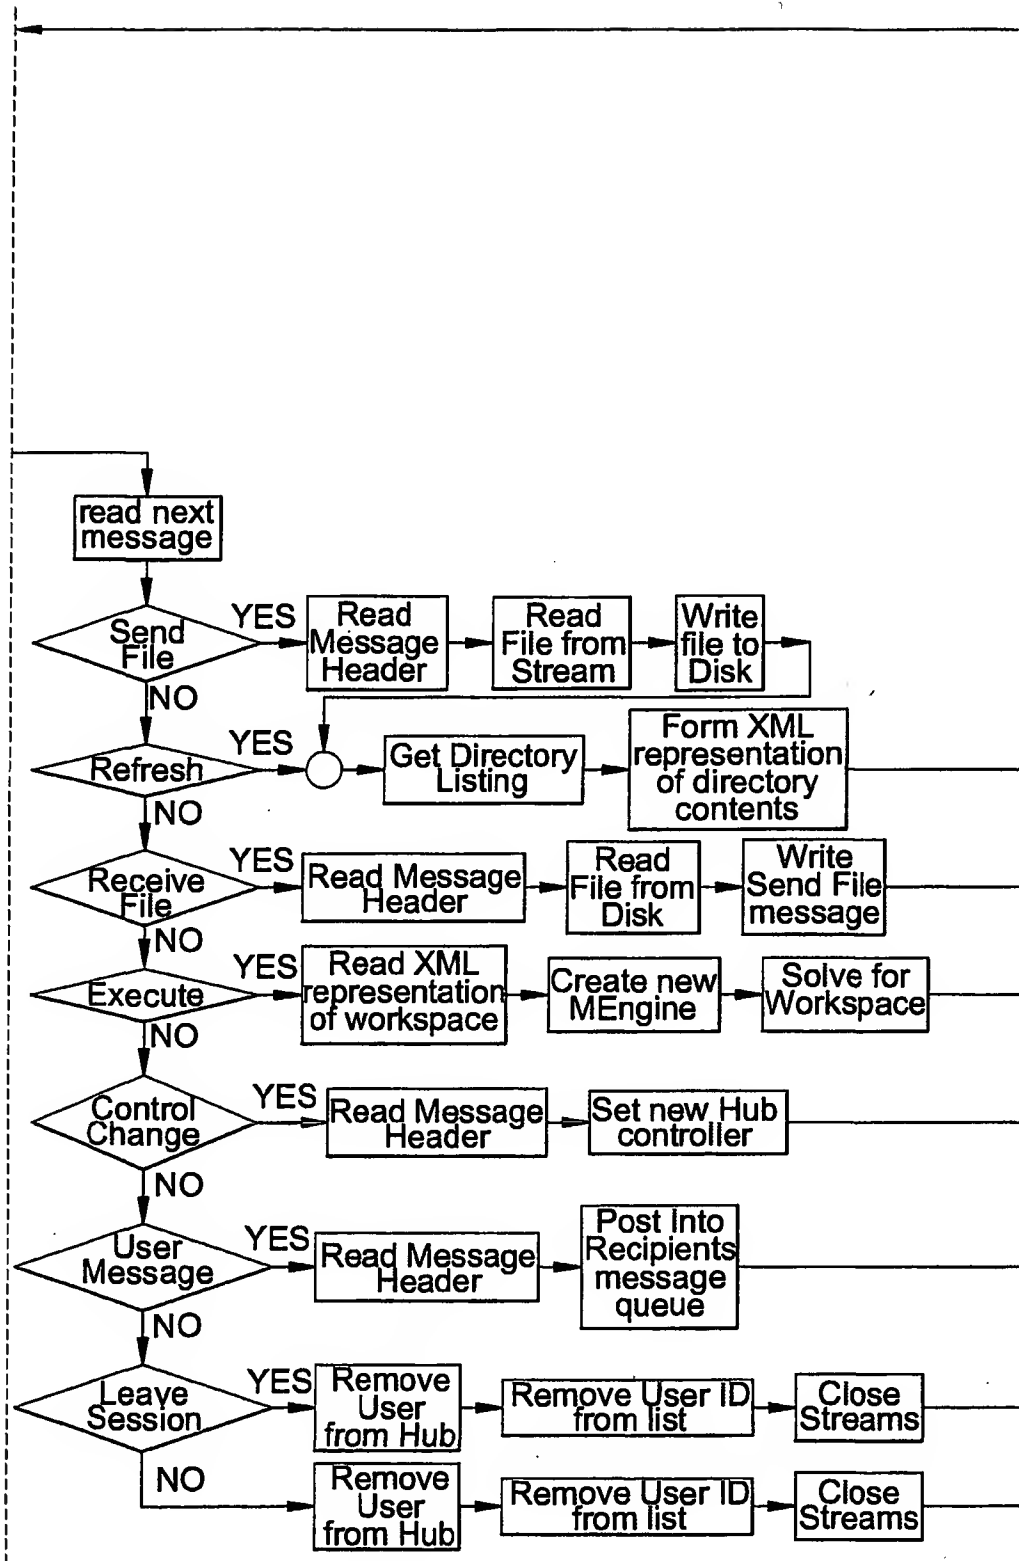 read next
message
Send
File
YES
Read
Message
Header
Read
File from
Stream
Write
file to
Disk
NO
Refresh
YES
Get Directory
Listing
Form XML
representation
of directory
contents
NO
Receive
File
YES
Read Message
Header
Read
File from
Disk
Write
Send File
message
NO
Execute
YES
Read XML
representation
of workspace
Create new
MEngine
Solve for
Workspace
NO
Control
Change
YES
Read Message
Header
Set new Hub
controller
NO
User
Message
YES
Read Message
Header
Post Into
Recipients
message
queue
NO
Leave
Session
YES
Remove
User
from Hub
Remove User ID
from list
Close
Streams
NO
Remove
User
from Hub
Remove User ID
from list
Close
Streams